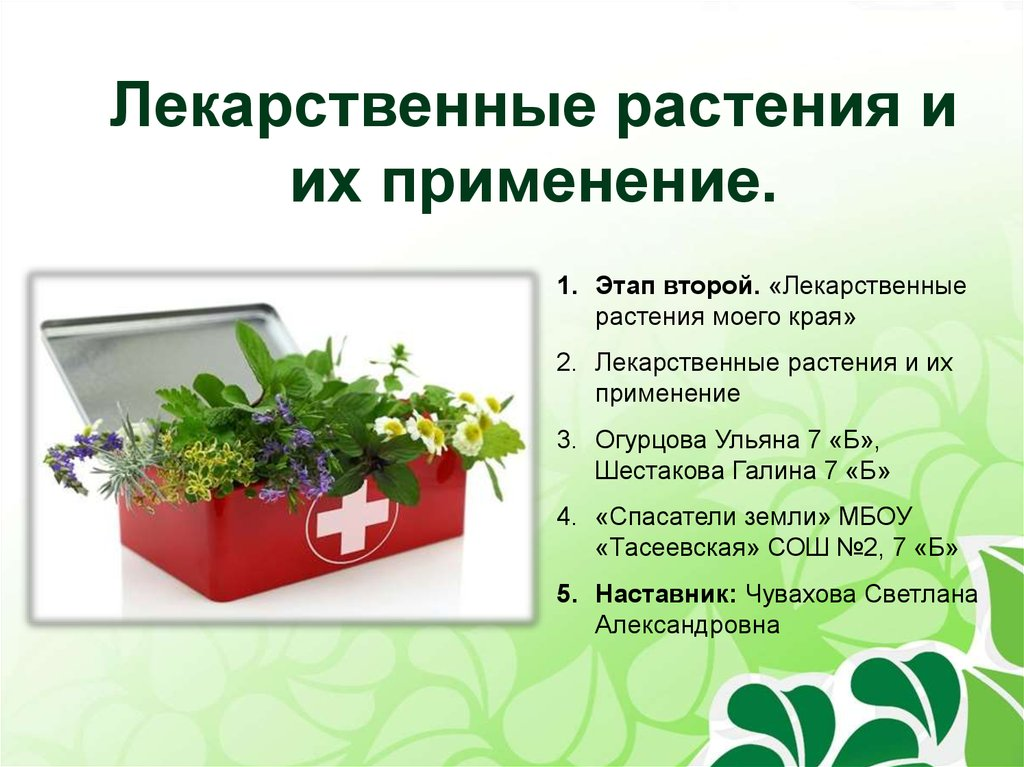 Лекарственные растения и
их применение.
1. Этап второй. «Лекарственные
растения моего края»
2. Лекарственные растения и их
применение
3. Огурцова Ульяна 7 «Б»,
Шестакова Галина 7 «Б»
4. «Спасатели земли» МБОУ
«Тасеевская» СОШ №2, 7 «Б»
5. Наставник: Чувахова Светлана
Александровна